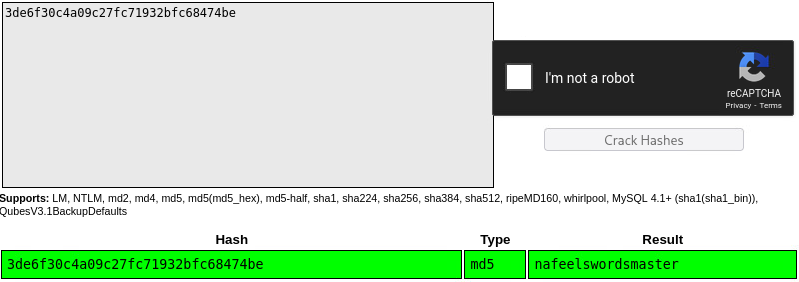 3de6f30c4a09c27fc71932bfc68474be
I'm not a robot
reCAPTCHA
Privacy - Terms
Crack Hashes
Supports: LM, NTLM, md2, md4, md5, md5(md5_hex), md5-half, sha1, sha224, sha256, sha384, sha512, ripeMD160, whirlpool, MySQL 4.1+ (sha1(sha1_bin)),
QubesV3.1BackupDefaults
Hash Type Result
3de6f30c4a09c27fc71932bfc68474be md5 nafeelswordsmaster